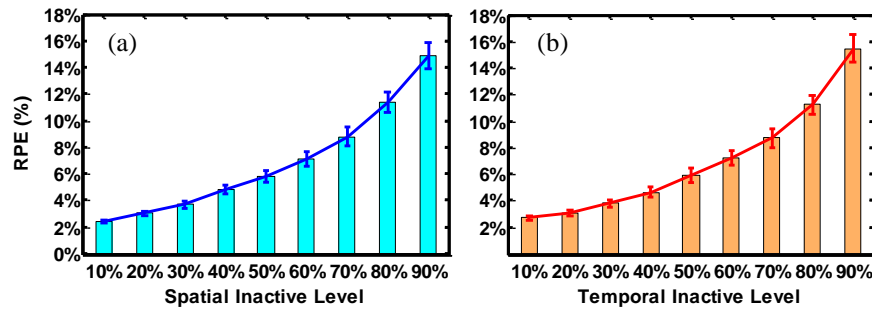 (a)
RPE (%)
18%
16%
14%
12%
10%
8%
6%
4%
2%
0%
10% 20% 30% 40% 50% 60% 70% 80% 90%
Spatial Inactive Level
(b)
18%
16%
14%
12%
10%
8%
6%
4%
2%
10% 20% 30% 40% 50% 60% 70% 80% 90%
Temporal Inactive Level